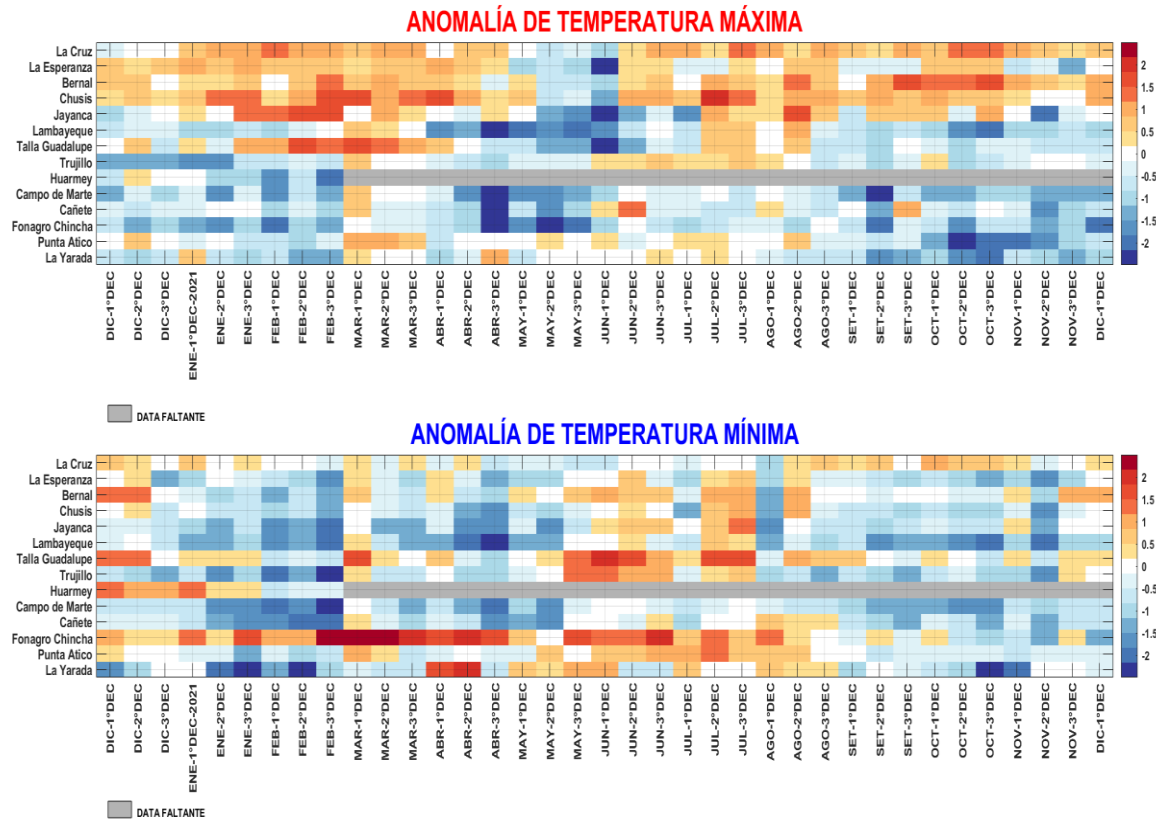 ANOMALÍA DE TEMPERATURA MÁXIMA
La Cruz
La Esperanza
Bernal
Chusis
Jayanca
Lambayeque
Talla Guadalupe
Trujillo
Huarmey
Campo de Marte
Cañete
Fonagro Chincha
Punta Atico
La Yarada
2
1.5
1
0.5
0
-0.5
-1
-1.5
-2
DIC-1°DEC
DIC-2°DEC
DIC-3°DEC
ENE-1°DEC-2021
ENE-2°DEC
ENE-3°DEC
FEB-1°DEC
FEB-2°DEC
FEB-3°DEC
MAR-1°DEC
MAR-2°DEC
MAR-3°DEC
ABR-1°DEC
ABR-2°DEC
ABR-3°DEC
MAY-1°DEC
MAY-2°DEC
MAY-3°DEC
JUN-1°DEC
JUN-2°DEC
JUN-3°DEC
JUL-1°DEC
JUL-2°DEC
JUL-3°DEC
AGO-1°DEC
AGO-2°DEC
AGO-3°DEC
SET-1°DEC
SET-2°DEC
SET-3°DEC
OCT-1°DEC
OCT-2°DEC
OCT-3°DEC
NOV-1°DEC
NOV-2°DEC
NOV-3°DEC
DIC-1°DEC
DATA FALTANTE
ANOMALÍA DE TEMPERATURA MÍNIMA
La Cruz
La Esperanza
Bernal
Chusis
Jayanca
Lambayeque
Talla Guadalupe
Trujillo
Huarmey
Campo de Marte
Cañete
Fonagro Chincha
Punta Atico
La Yarada
2
1.5
1
0.5
0
-0.5
-1
-1.5
-2
DIC-1°DEC
DIC-2°DEC
DIC-3°DEC
ENE-1°DEC-2021
ENE-2°DEC
ENE-3°DEC
FEB-1°DEC
FEB-2°DEC
FEB-3°DEC
MAR-1°DEC
MAR-2°DEC
MAR-3°DEC
ABR-1°DEC
ABR-2°DEC
ABR-3°DEC
MAY-1°DEC
MAY-2°DEC
MAY-3°DEC
JUN-1°DEC
JUN-2°DEC
JUN-3°DEC
JUL-1°DEC
JUL-2°DEC
JUL-3°DEC
AGO-1°DEC
AGO-2°DEC
AGO-3°DEC
SET-1°DEC
SET-2°DEC
SET-3°DEC
OCT-1°DEC
OCT-2°DEC
OCT-3°DEC
NOV-1°DEC
NOV-2°DEC
NOV-3°DEC
DIC-1°DEC
DATA FALTANTE